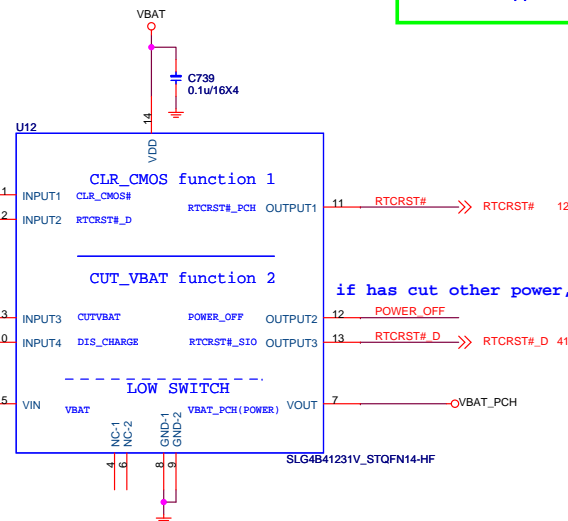 VBAT
C739
0.1u/16X4
14
U12
VDD
CLR_CMOS function 1
1 INPUT1 CLR_CMOS#
RTCRST#_PCH OUTPUT1 11 RTCRST# RTCRST# 12
2 INPUT2 RTCRST#_D
CUT_VBAT function 2
if has cut other power,
3 INPUT3 CUTVBAT POWER_OFF OUTPUT2 12 POWER_OFF
0 INPUT4 DIS_CHARGE RTCRST#_SIO OUTPUT3 13 RTCRST#_D RTCRST#_D 41
LOW SWITCH
5 VIN VBAT VBAT_PCH(POWER) VOUT 7 VBAT_PCH
NC-1 NC-2 GND-1 GND-2
4 6 8 9
SLG4B41231V_STQFN14-HF